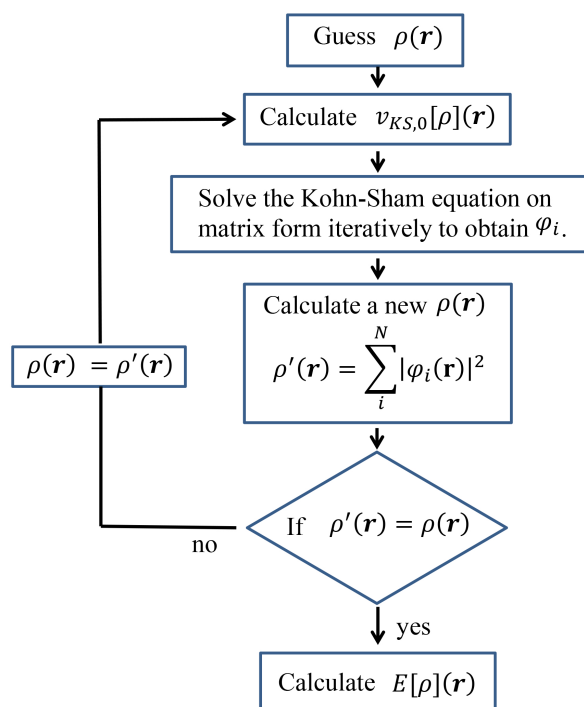 Guess ρ(r)
Calculate v_{KS,0}[ρ](r)
Solve the Kohn-Sham equation on
matrix form iteratively to obtain φ_i.
Calculate a new ρ(r)
ρ′(r) = ∑_i^N |φ_i(r)|²
ρ(r) = ρ′(r)
If ρ′(r) = ρ(r)
no
yes
Calculate E[ρ](r)